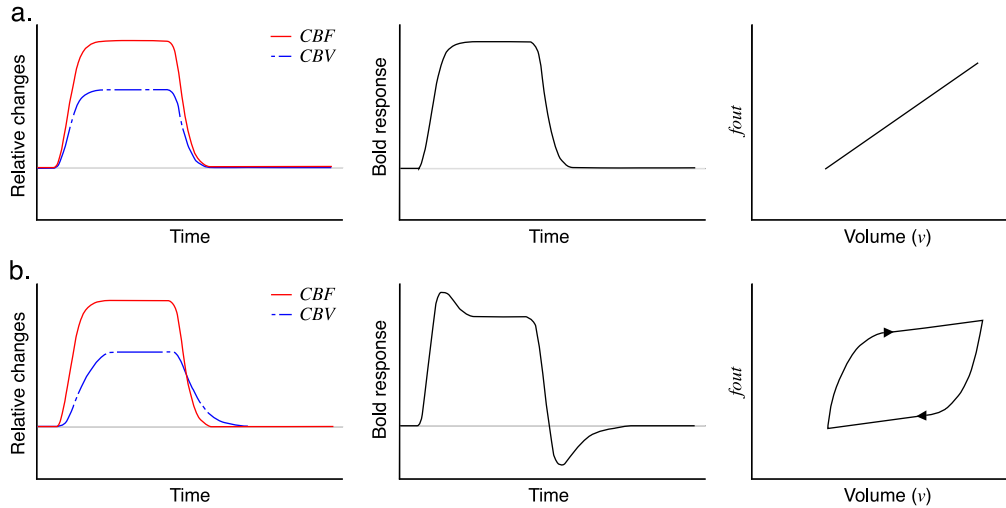 a.
Relative changes
CBF
CBV
Time
Bold response
Time
fout
Volume (v)
b.
Relative changes
CBF
CBV
Time
Bold response
Time
fout
Volume (v)